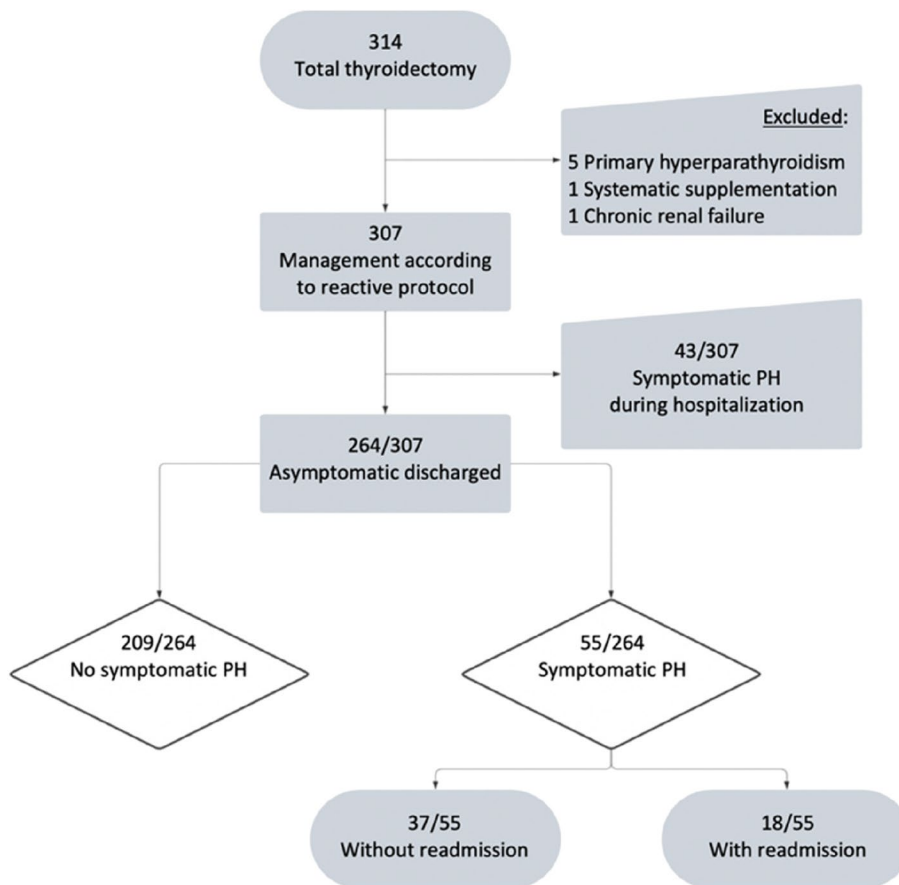 314
Total thyroidectomy
Excluded:
5 Primary hyperparathyroidism
1 Systematic supplementation
1 Chronic renal failure
307
Management according
to reactive protocol
43/307
Symptomatic PH
during hospitalization
264/307
Asymptomatic discharged
209/264
No symptomatic PH
55/264
Symptomatic PH
37/55
Without readmission
18/55
With readmission